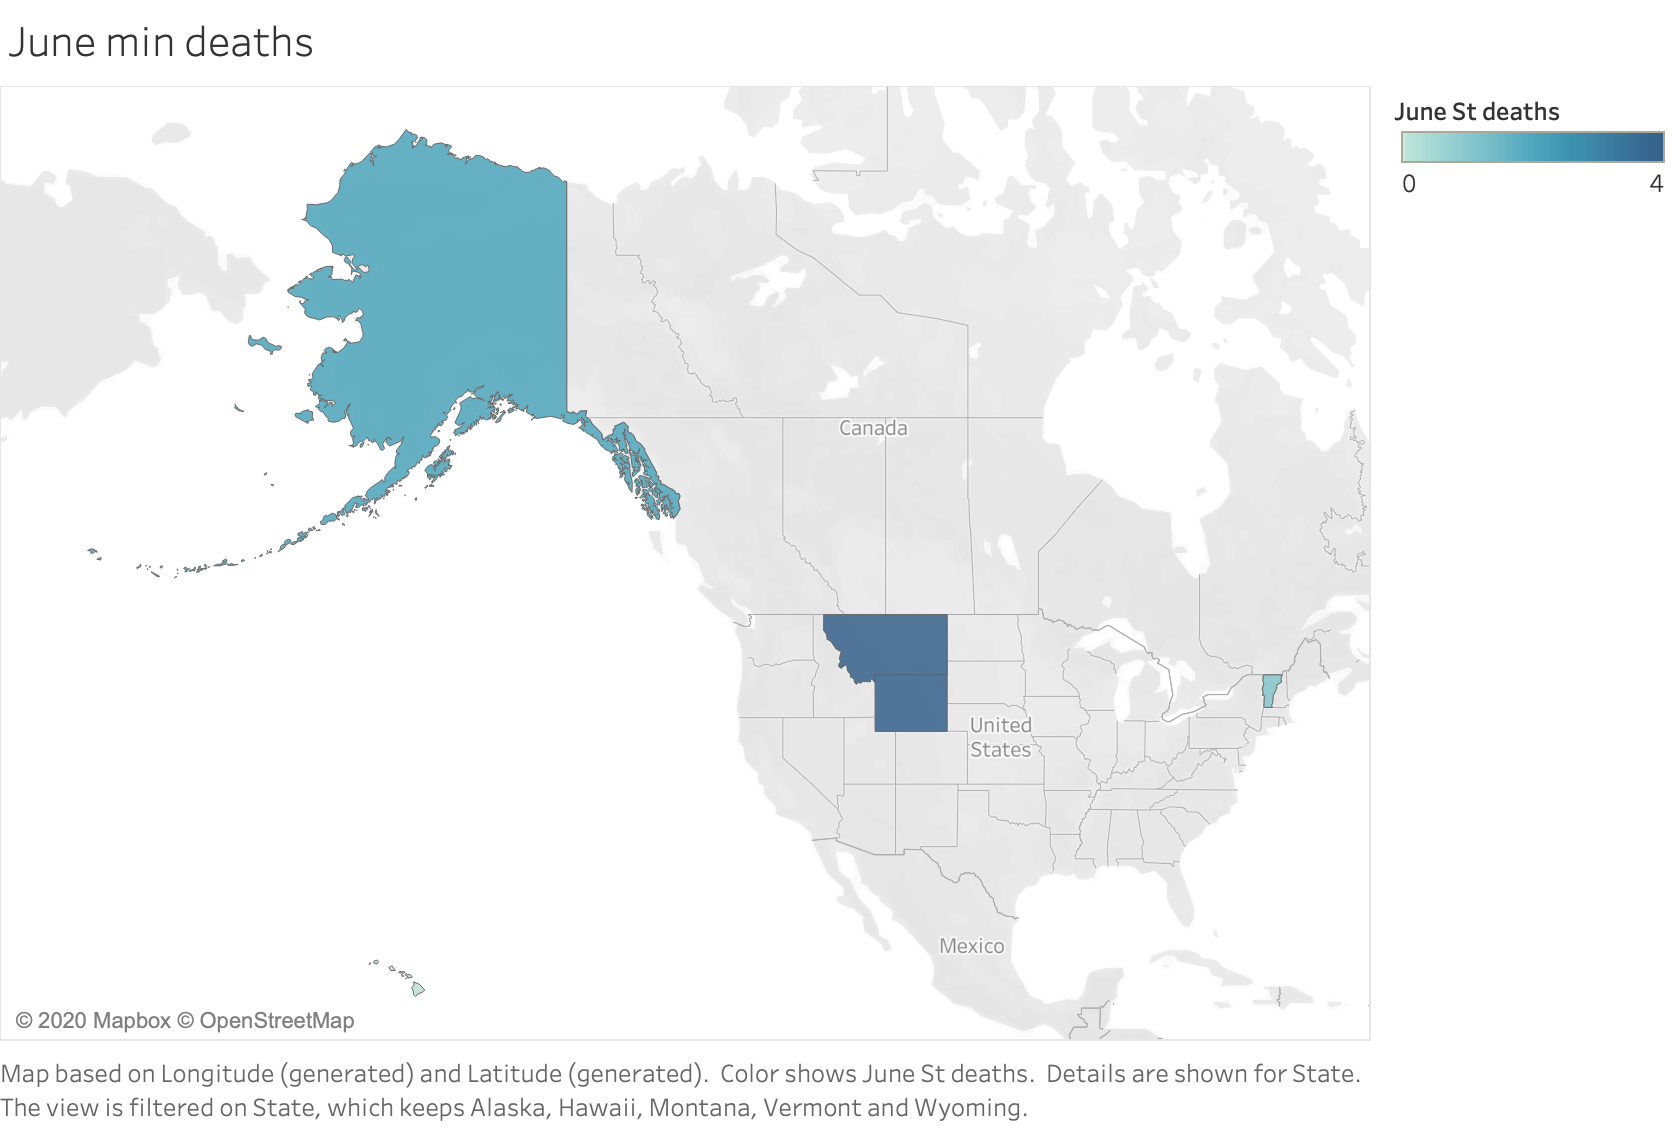 June min deaths
June St deaths
0
4
Canada
United
States
Mexico
© 2020 Mapbox © OpenStreetMap
Map based on Longitude (generated) and Latitude (generated).  Color shows June St deaths.  Details are shown for State.
The view is filtered on State, which keeps Alaska, Hawaii, Montana, Vermont and Wyoming.